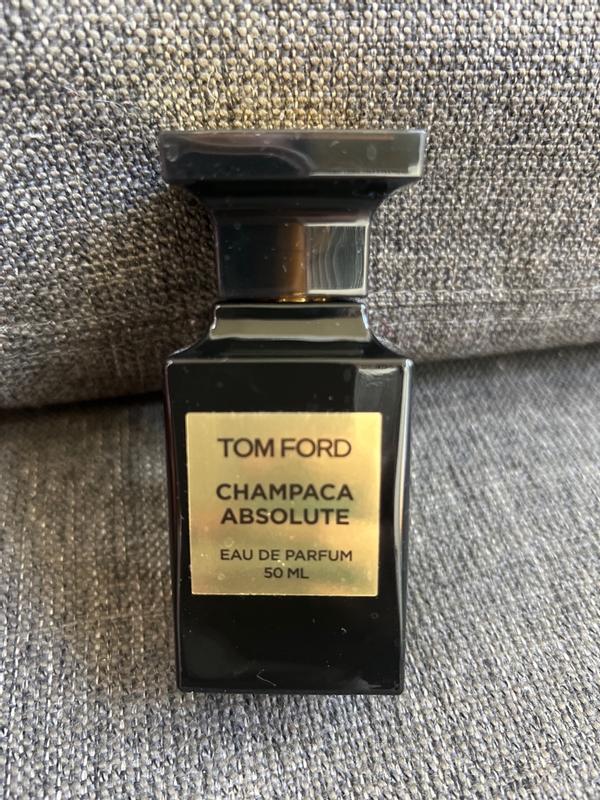 TOM FORD
CHAMPACA
ABSOLUTE
EAU DE PARFUM
50 ML